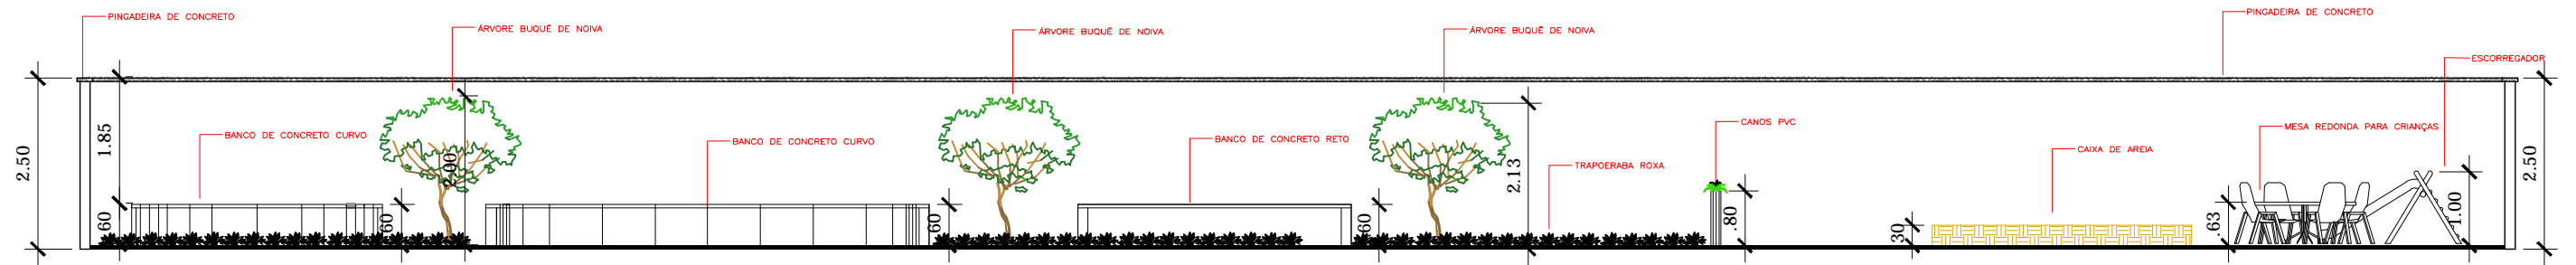 PINGADEIRA DE CONCRETO
ÁRVORE BUQUÊ DE NOIVA
ÁRVORE BUQUÊ DE NOIVA
ÁRVORE BUQUÊ DE NOIVA
PINGADEIRA DE CONCRETO
ESCORREGADOR
BANCO DE CONCRETO CURVO
BANCO DE CONCRETO CURVO
BANCO DE CONCRETO RETO
CANOS PVC
MESA REDONDA PARA CRIANÇAS
CAIXA DE AREIA
TRAPOERABA ROXA
2.50
1.85
.60
.60
2.00
.60
.60
2.13
.80
.30
.63
1.00
2.50